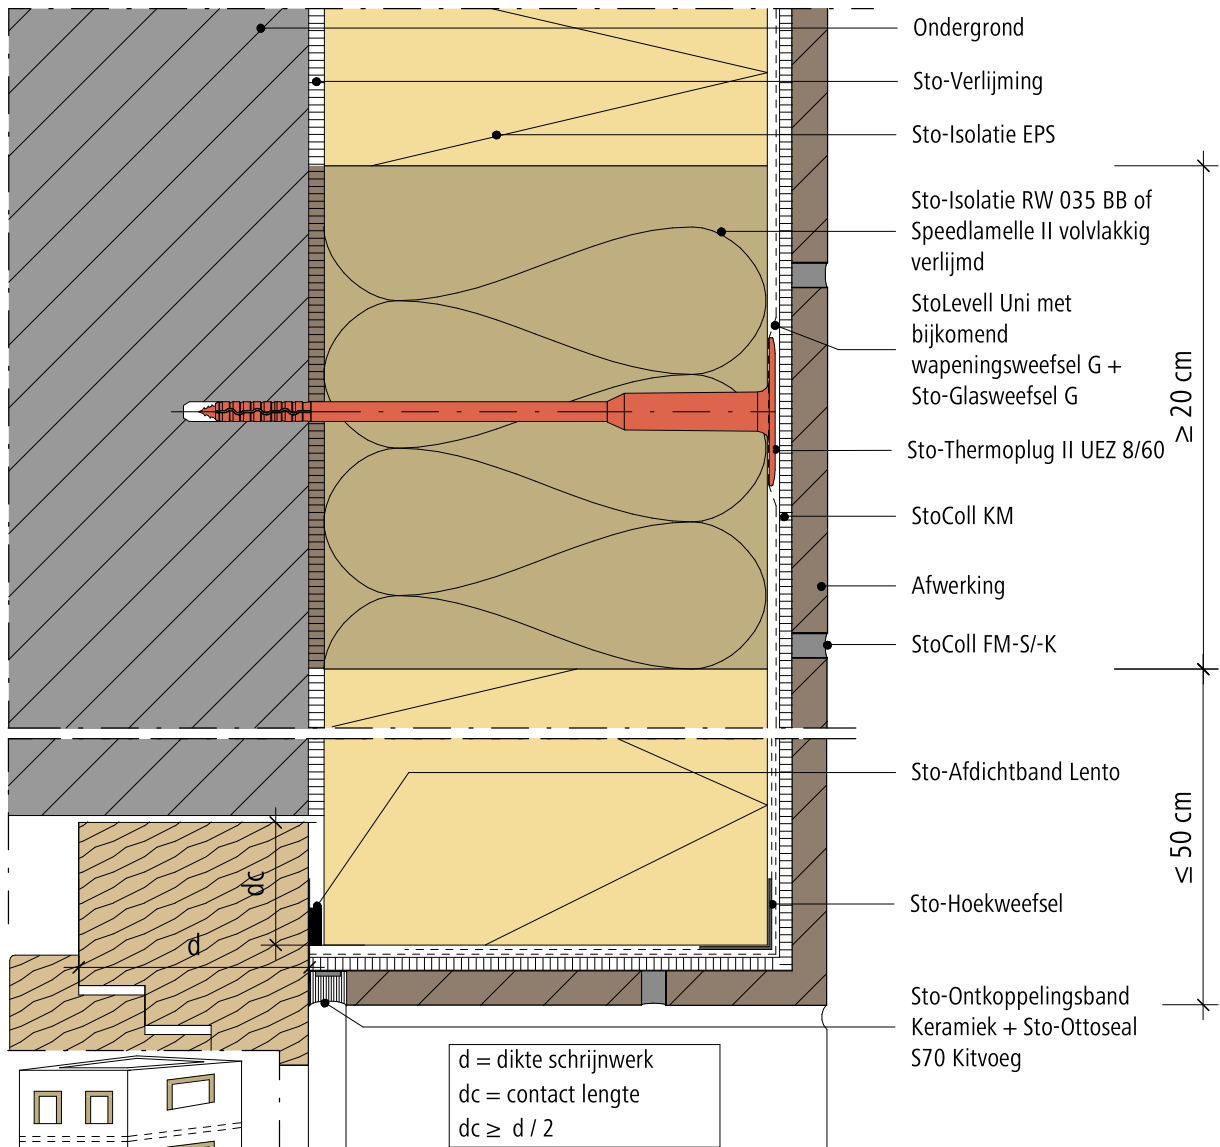 Ondergrond
Sto-Verlijming
Sto-Isolatie EPS
Sto-Isolatie RW 035 BB of
Speedlamelle II volvlakkig
verlijmd
StoLevell Uni met
bijkomend
wapeningsweefsel G +
Sto-Glasweefsel G
≥ 20 cm
Sto-Thermoplug II UEZ 8/60
StoColl KM
Afwerking
StoColl FM-S/-K
Sto-Afdichtband Lento
≤ 50 cm
dc
Sto-Hoekweefsel
d
Sto-Ontkoppelingsband
Keramiek + Sto-Ottoseal
S70 Kitvoeg
d = dikte schrijnwerk
dc = contact lengte
dc ≥ d / 2